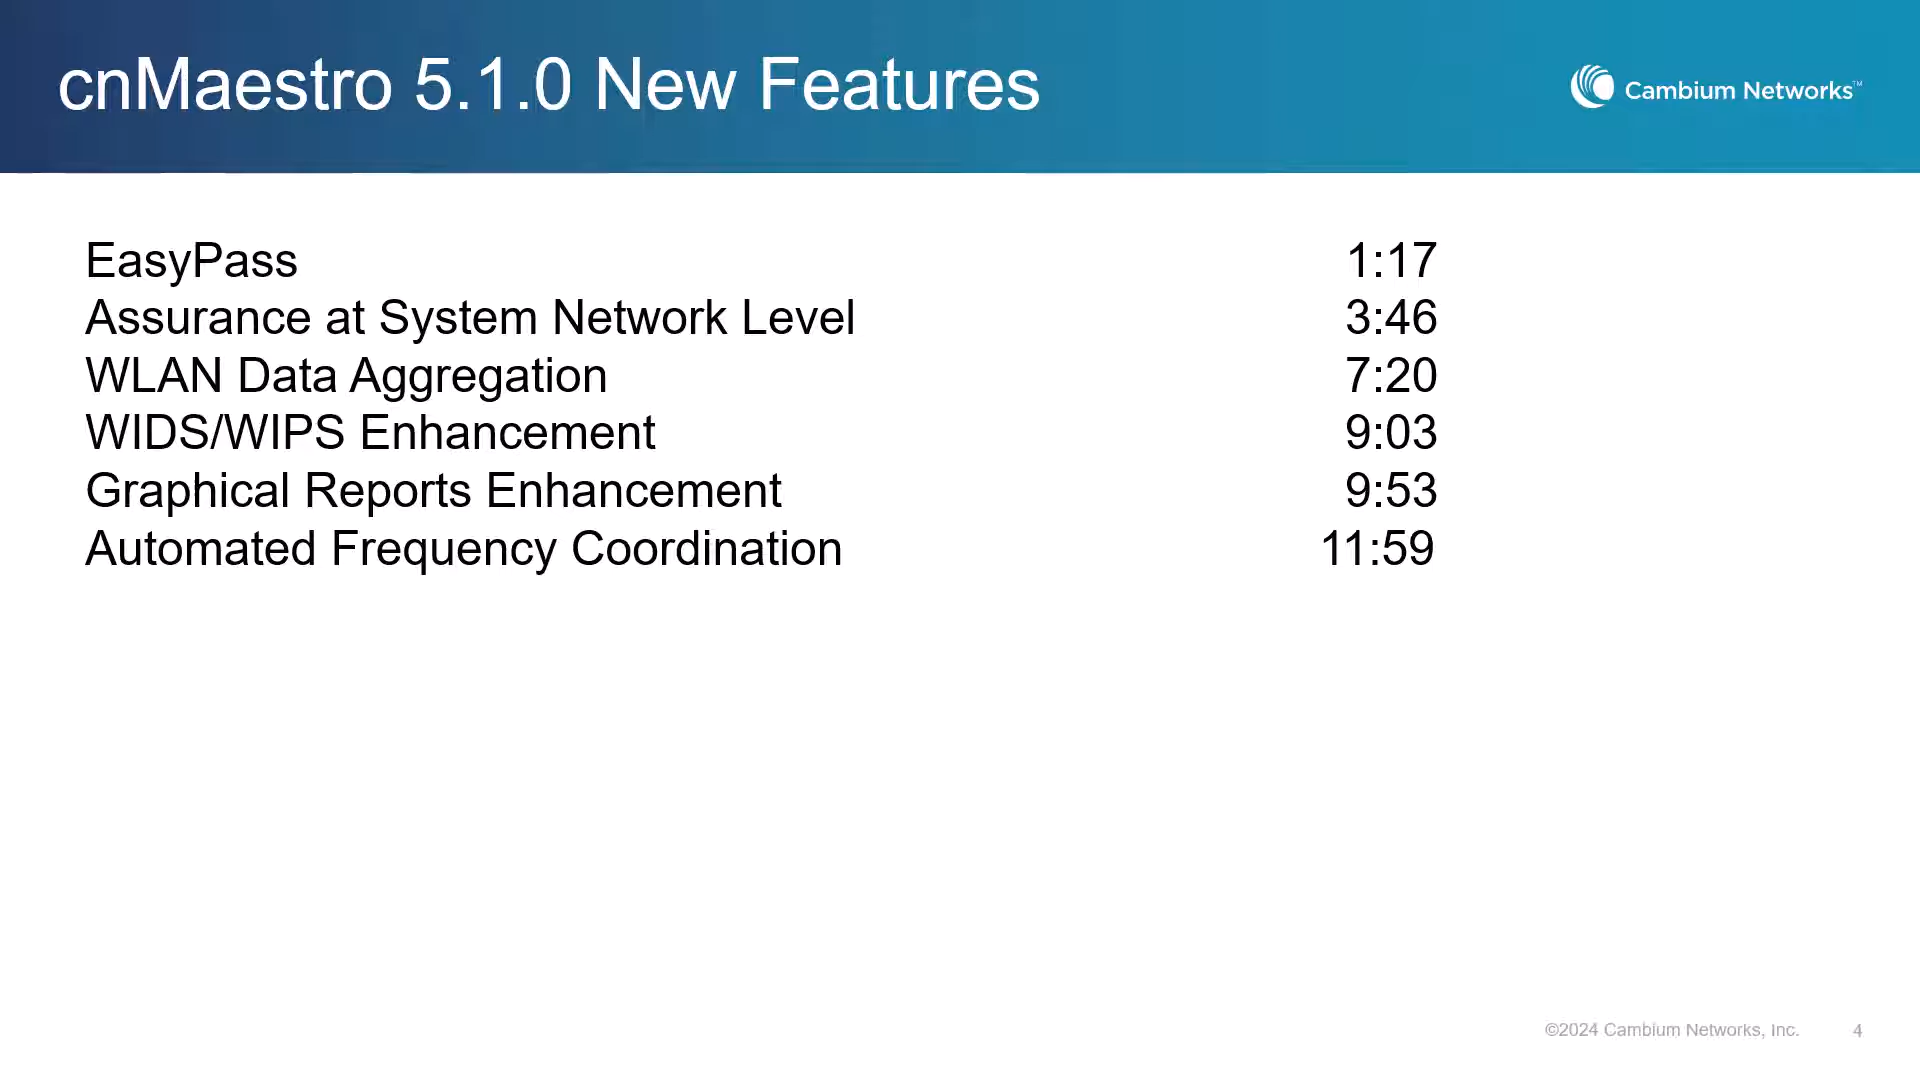 cnMaestro 5.1.0 New Features
Cambium Networks™
EasyPass 1:17
Assurance at System Network Level 3:46
WLAN Data Aggregation 7:20
WIDS/WIPS Enhancement 9:03
Graphical Reports Enhancement 9:53
Automated Frequency Coordination 11:59
©2024 Cambium Networks, Inc. 4